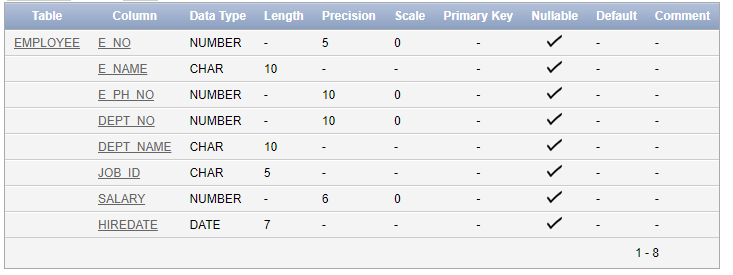 Table Column Data Type Length Precision Scale Primary Key Nullable Default Comment
EMPLOYEE E_NO NUMBER - 5 0 - ✓ - -
E_NAME CHAR 10 - - - ✓ - -
E_PH_NO NUMBER - 10 0 - ✓ - -
DEPT_NO NUMBER - 10 0 - ✓ - -
DEPT_NAME CHAR 10 - - - ✓ - -
JOB_ID CHAR 5 - - - ✓ - -
SALARY NUMBER - 6 0 - ✓ - -
HIREDATE DATE 7 - - - ✓ - -
1 - 8